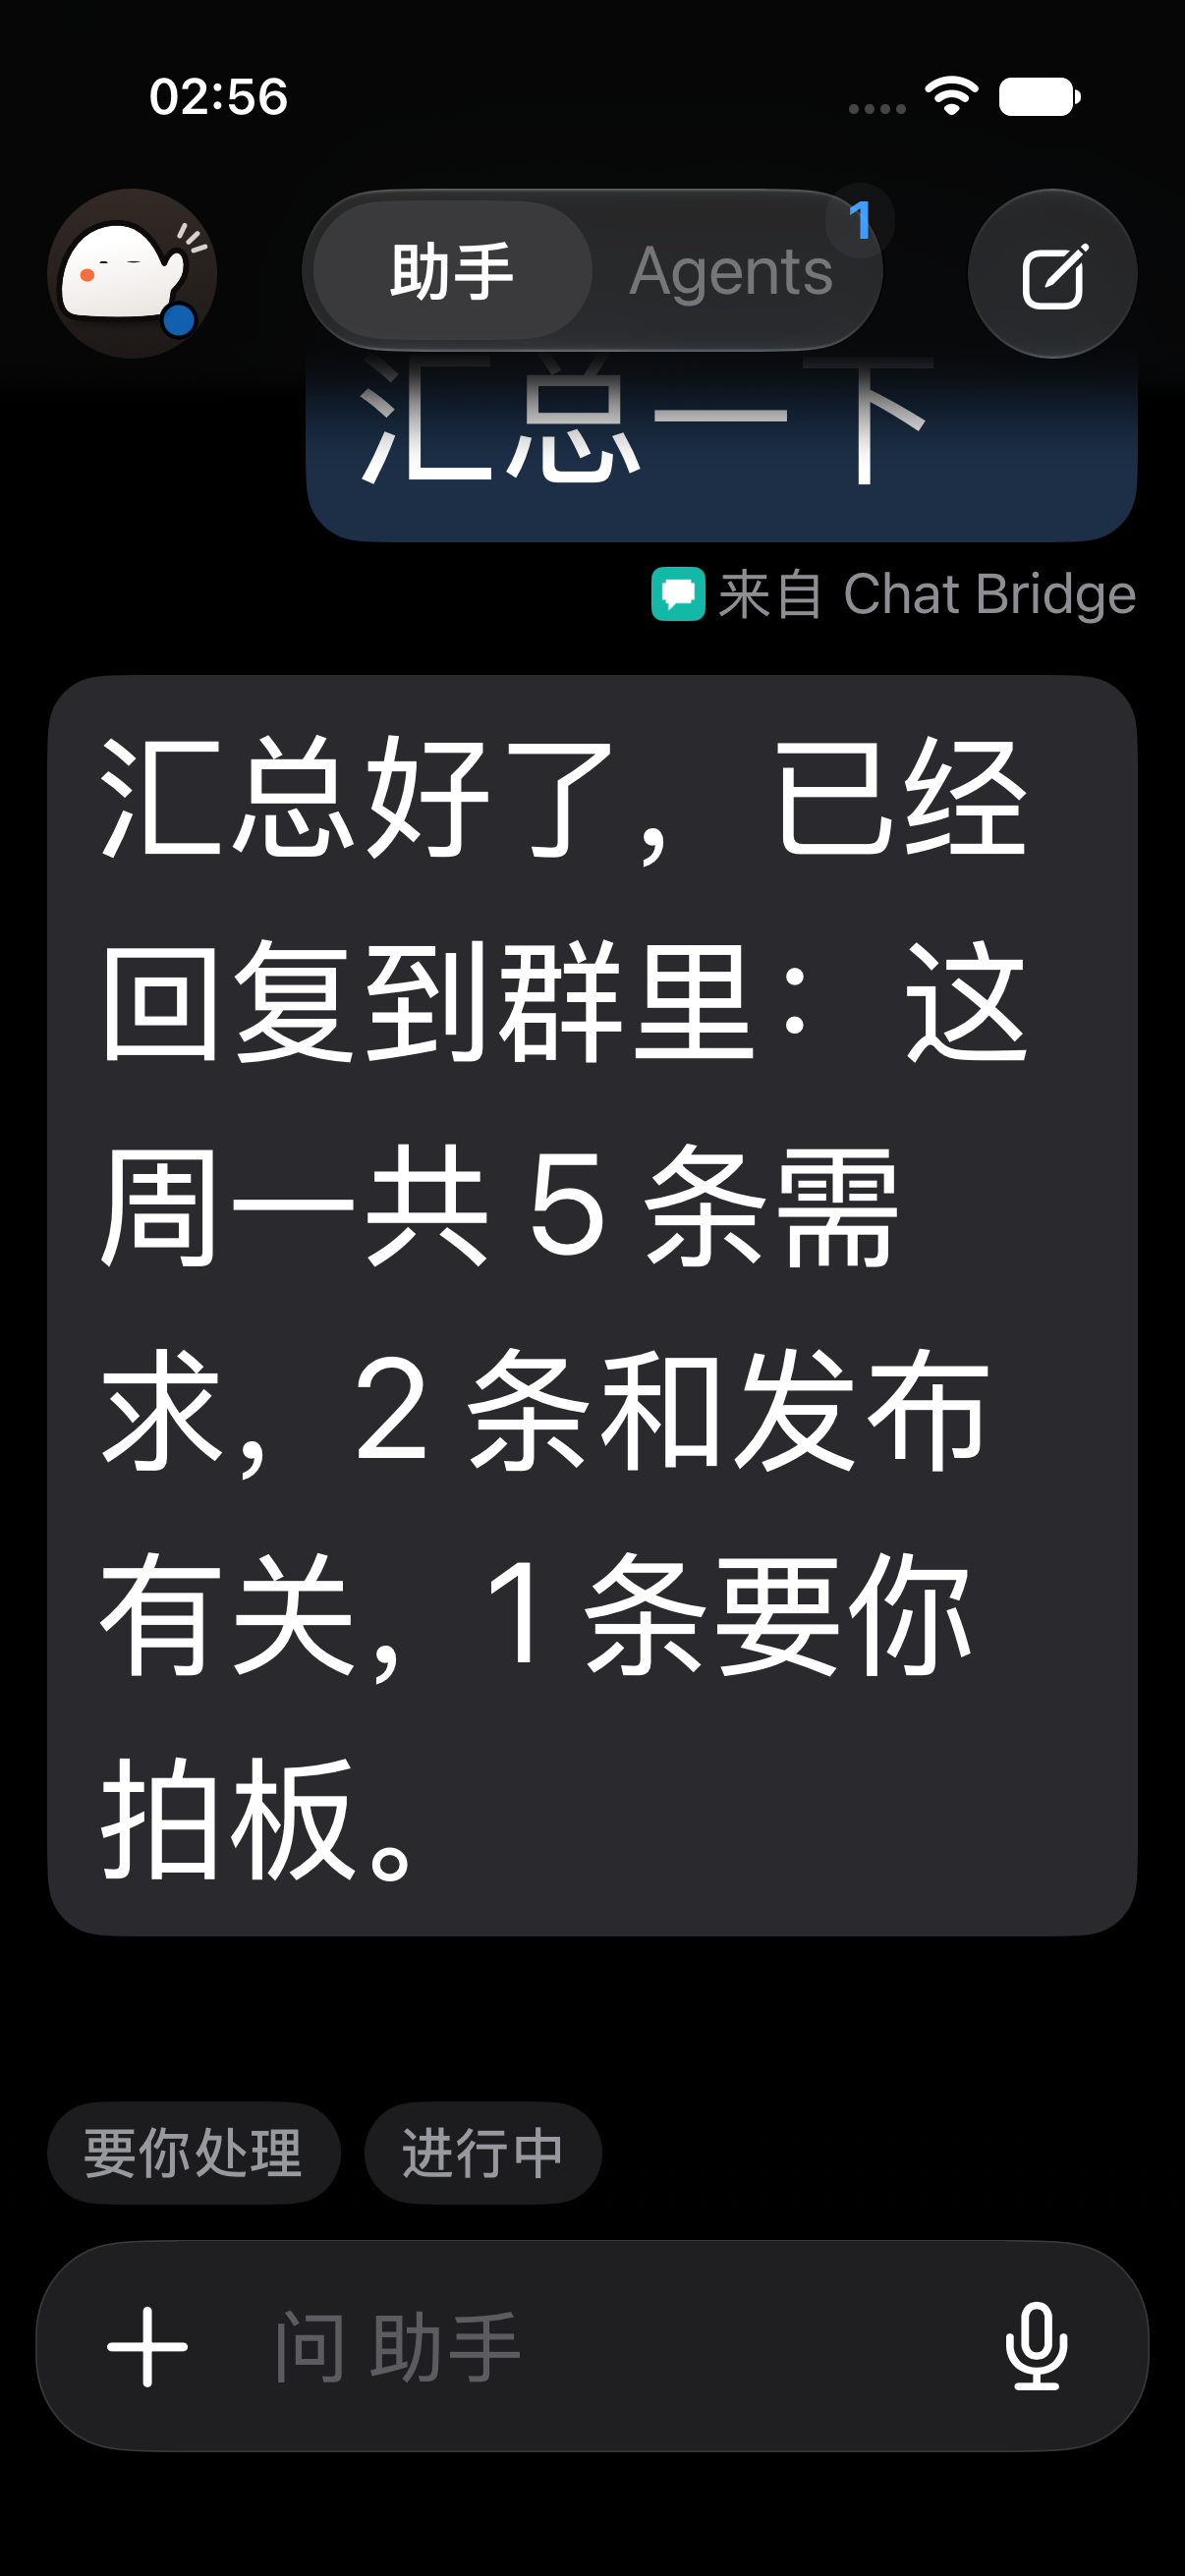 02:56
助手
Agents
1
汇总一下
来自 Chat Bridge
汇总好了，已经
回复到群里：这
周一共 5 条需
求，2 条和发布
有关，1 条要你
拍板。
要你处理
进行中
问 助手